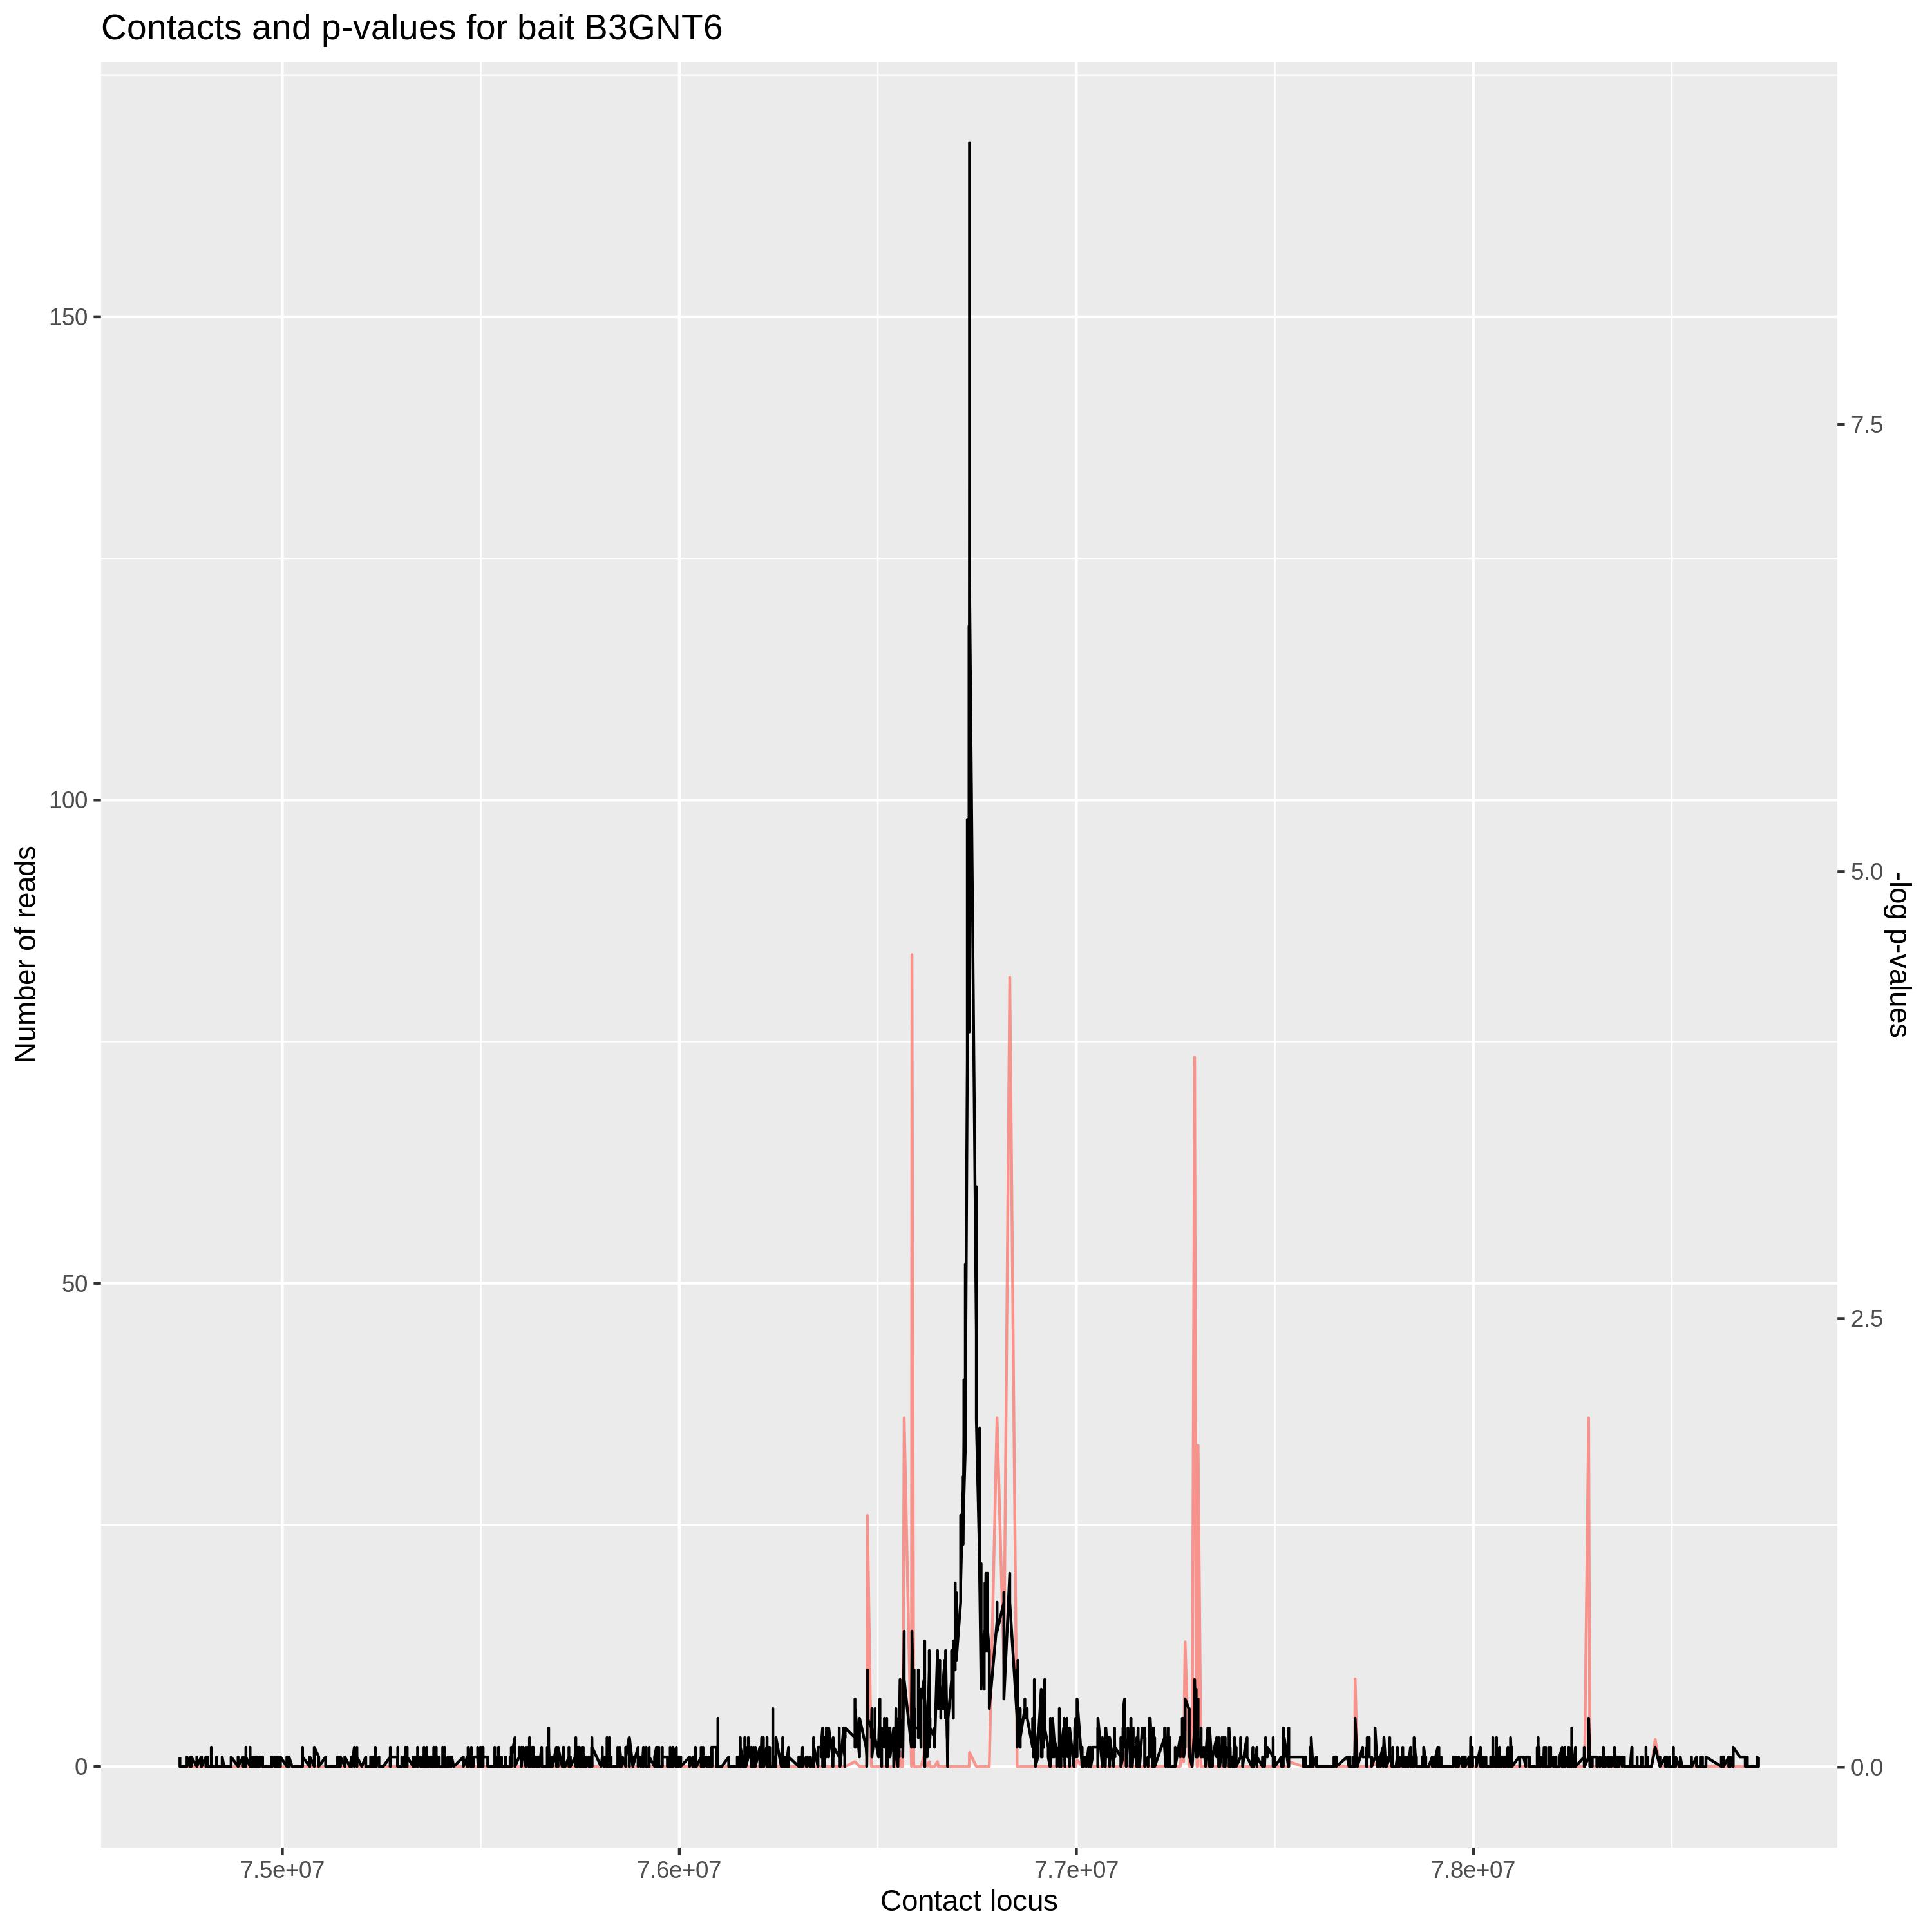 Contacts and p-values for bait B3GNT6
150
100
50
0
Number of reads
7.5
5.0
2.5
0.0
-log p-values
7.5e+07 7.6e+07 7.7e+07 7.8e+07
Contact locus